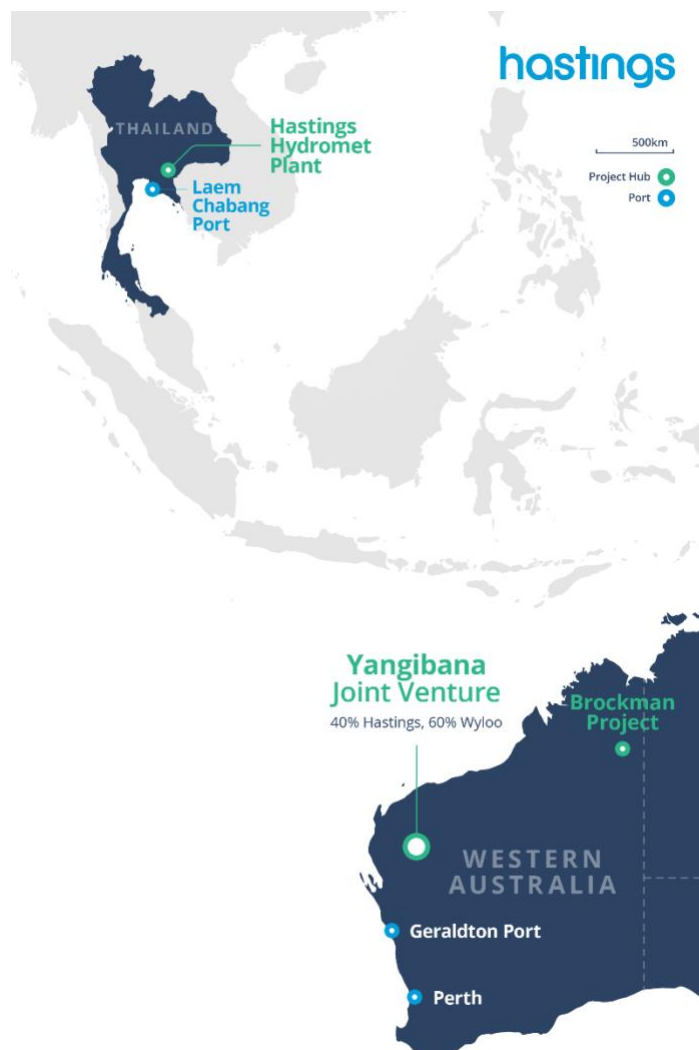 hastings
THAILAND
Hastings
Hydromet
Plant
Laem
Chabang
Port
500km
Project Hub
Port
Yangibana
Joint Venture
40% Hastings, 60% Wyloo
Brockman
Project
WESTERN
AUSTRALIA
Geraldton Port
Perth